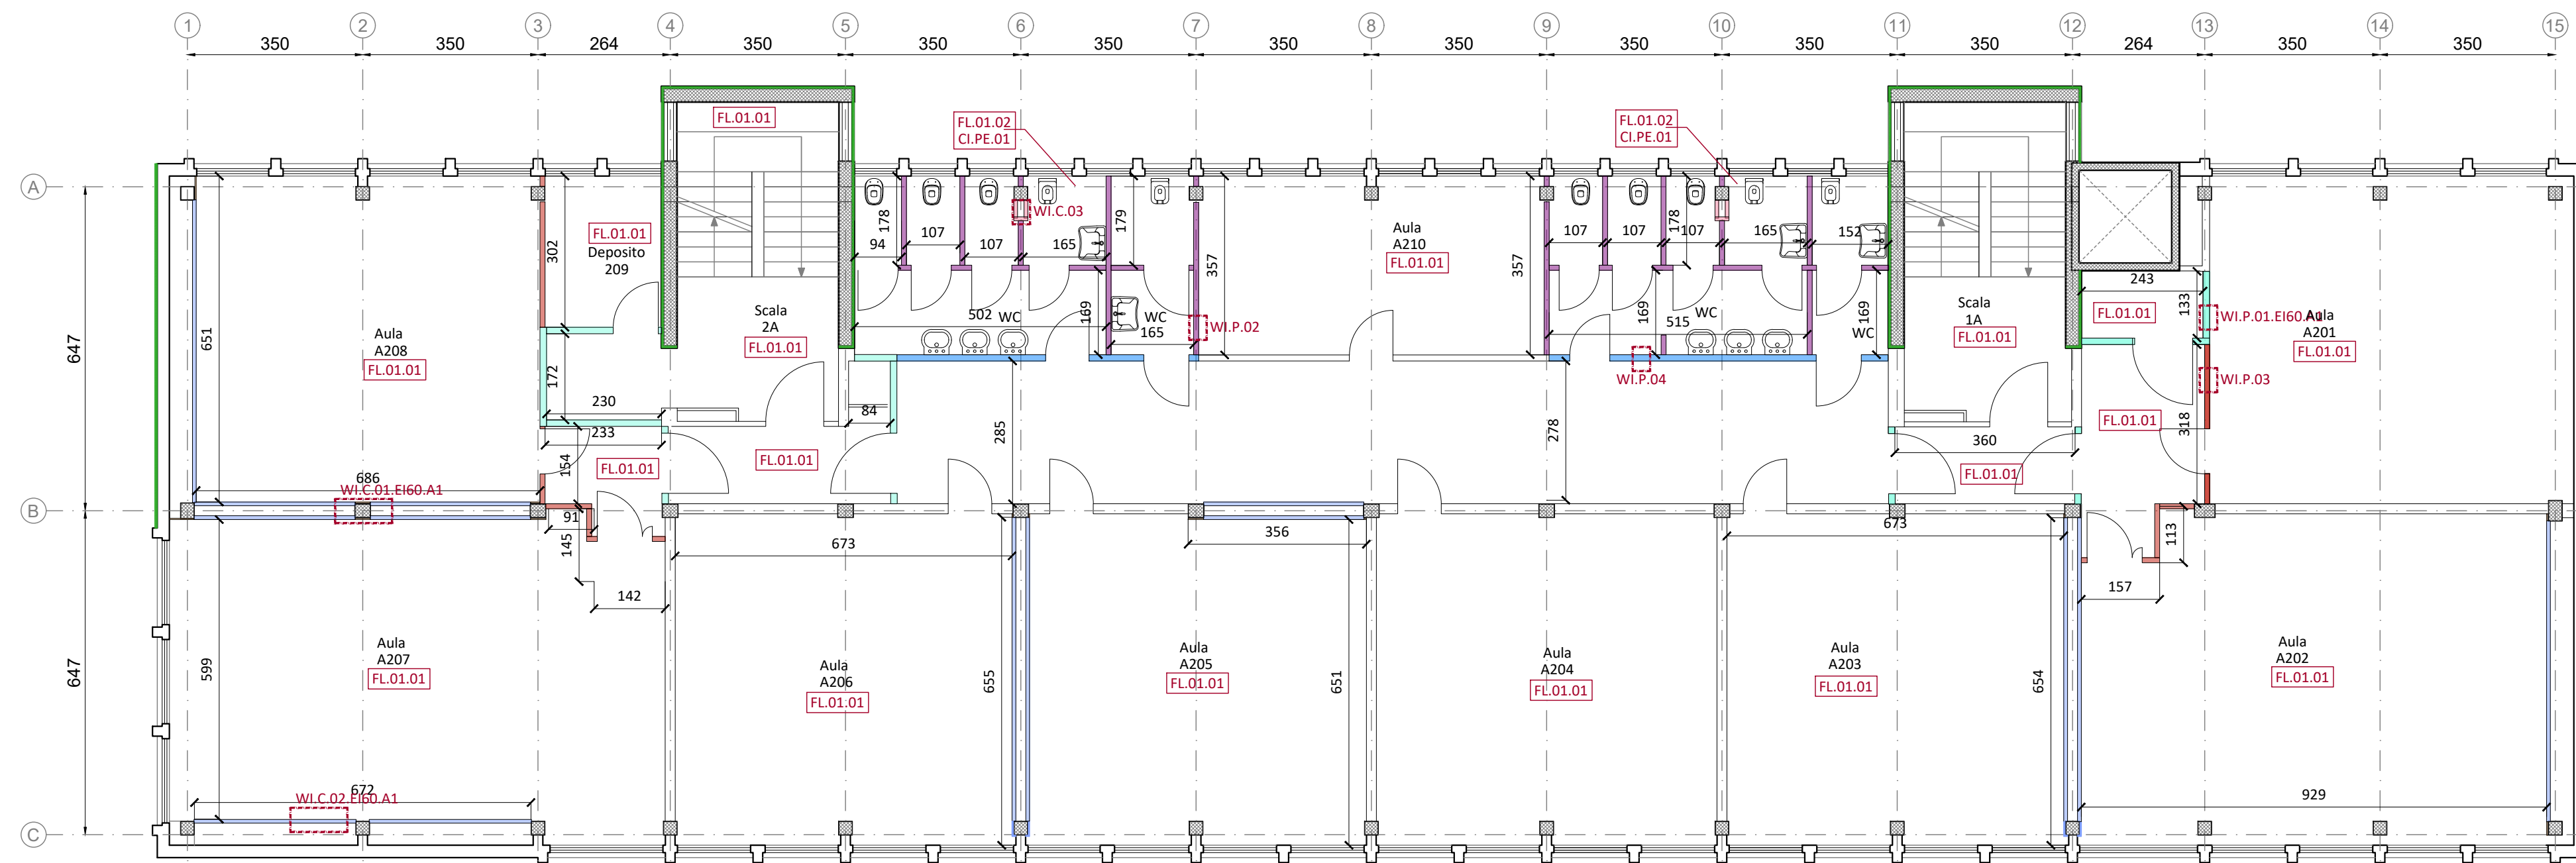 1 2 3 4 5 6 7 8 9 10 11 12 13 14 15
350 350 264 350 350 350 350 350 350 350 350 264 350 350
A
B
C
647
647
FL.01.01
FL.01.02
CI.PE.01
FL.01.02
CI.PE.01
WI.C.03
178
94
107
107
165
179
357
302
FL.01.01
Deposito
209
Aula
A210
FL.01.01
357
107
107
178
107
165
152
243
133
FL.01.01
WI.P.01.EI60.A1
Aula
A201
FL.01.01
Scala
2A
FL.01.01
502
WC
169
WC
165
WI.P.02
169
515
WC
169
WC
Scala
1A
FL.01.01
651
Aula
A208
FL.01.01
172
230
233
84
285
278
WI.P.04
WI.P.03
318
FL.01.01
360
FL.01.01
154
FL.01.01
FL.01.01
686
WI.C.01.EI60.A1
91
145
142
673
356
673
113
157
599
Aula
A207
FL.01.01
Aula
A206
FL.01.01
655
Aula
A205
FL.01.01
651
Aula
A204
FL.01.01
Aula
A203
FL.01.01
654
Aula
A202
FL.01.01
672
WI.C.02.EI60.A1
929